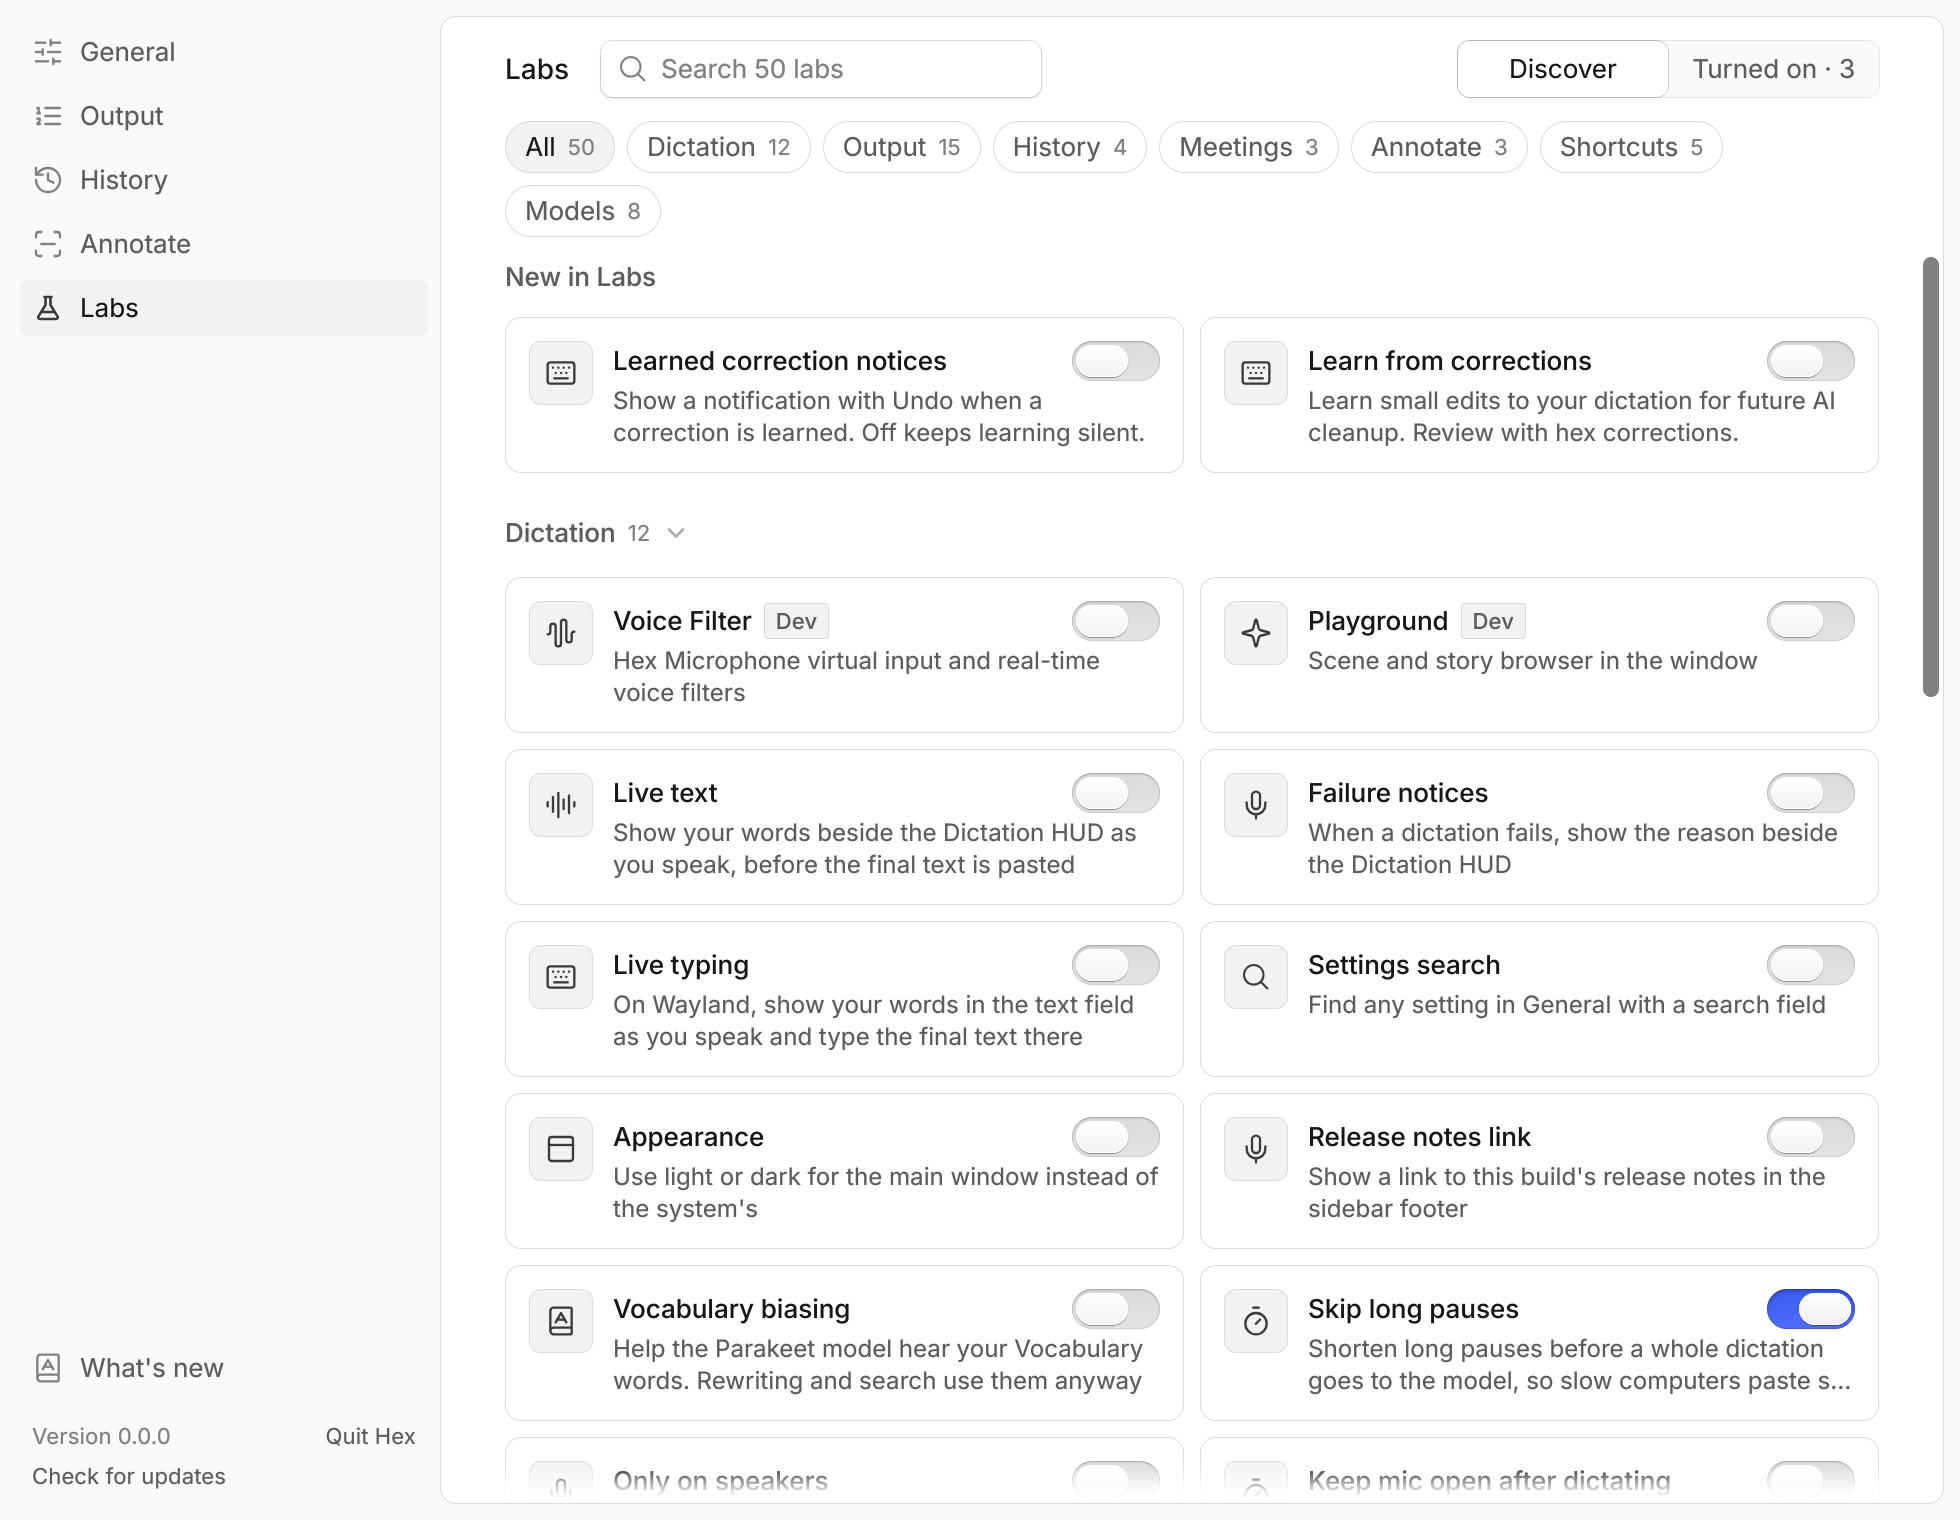 General
Output
History
Annotate
Labs
What's new
Version 0.0.0
Quit Hex
Check for updates
Labs
Search 50 labs
Discover
Turned on · 3
All 50
Dictation 12
Output 15
History 4
Meetings 3
Annotate 3
Shortcuts 5
Models 8
New in Labs
Learned correction notices
Show a notification with Undo when a
correction is learned. Off keeps learning silent.
Learn from corrections
Learn small edits to your dictation for future AI
cleanup. Review with hex corrections.
Dictation 12
Voice Filter Dev
Hex Microphone virtual input and real-time
voice filters
Playground Dev
Scene and story browser in the window
Live text
Show your words beside the Dictation HUD as
you speak, before the final text is pasted
Failure notices
When a dictation fails, show the reason beside
the Dictation HUD
Live typing
On Wayland, show your words in the text field
as you speak and type the final text there
Settings search
Find any setting in General with a search field
Appearance
Use light or dark for the main window instead of
the system's
Release notes link
Show a link to this build's release notes in the
sidebar footer
Vocabulary biasing
Help the Parakeet model hear your Vocabulary
words. Rewriting and search use them anyway
Skip long pauses
Shorten long pauses before a whole dictation
goes to the model, so slow computers paste s...
Only on speakers
Keep mic open after dictating